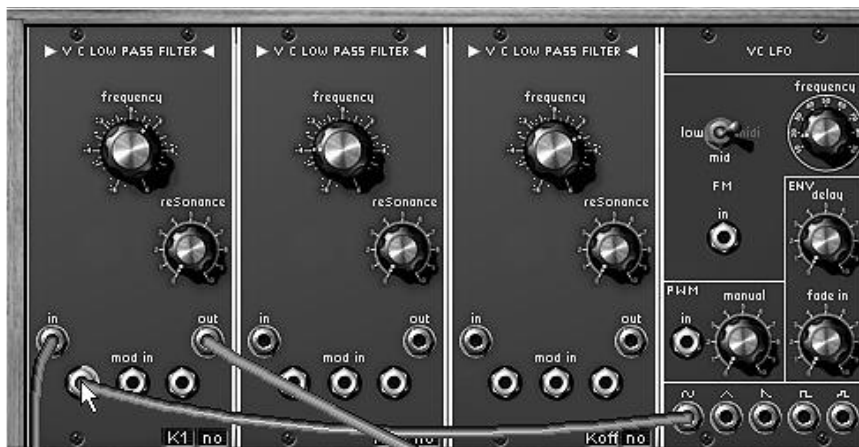 V C LOW PASS FILTER
frequency
reSonance
in
out
mod in
K1 no
V C LOW PASS FILTER
frequency
reSonance
in
out
mod in
no
V C LOW PASS FILTER
frequency
reSonance
in
out
mod in
Koff no
VC LFO
frequency
low
midi
mid
FM
in
ENV
delay
PWM
manual
in
fade in